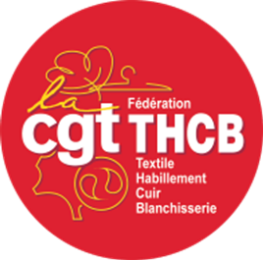 la
Fédération
cgt THCB
Textile
Habillement
Cuir
Blanchisserie